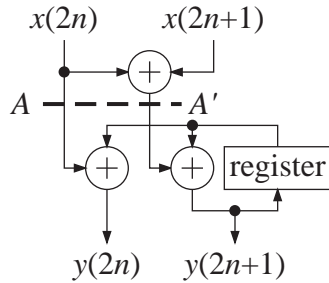 x(2n) x(2n+1)
+
A A′
+ + register
y(2n) y(2n+1)